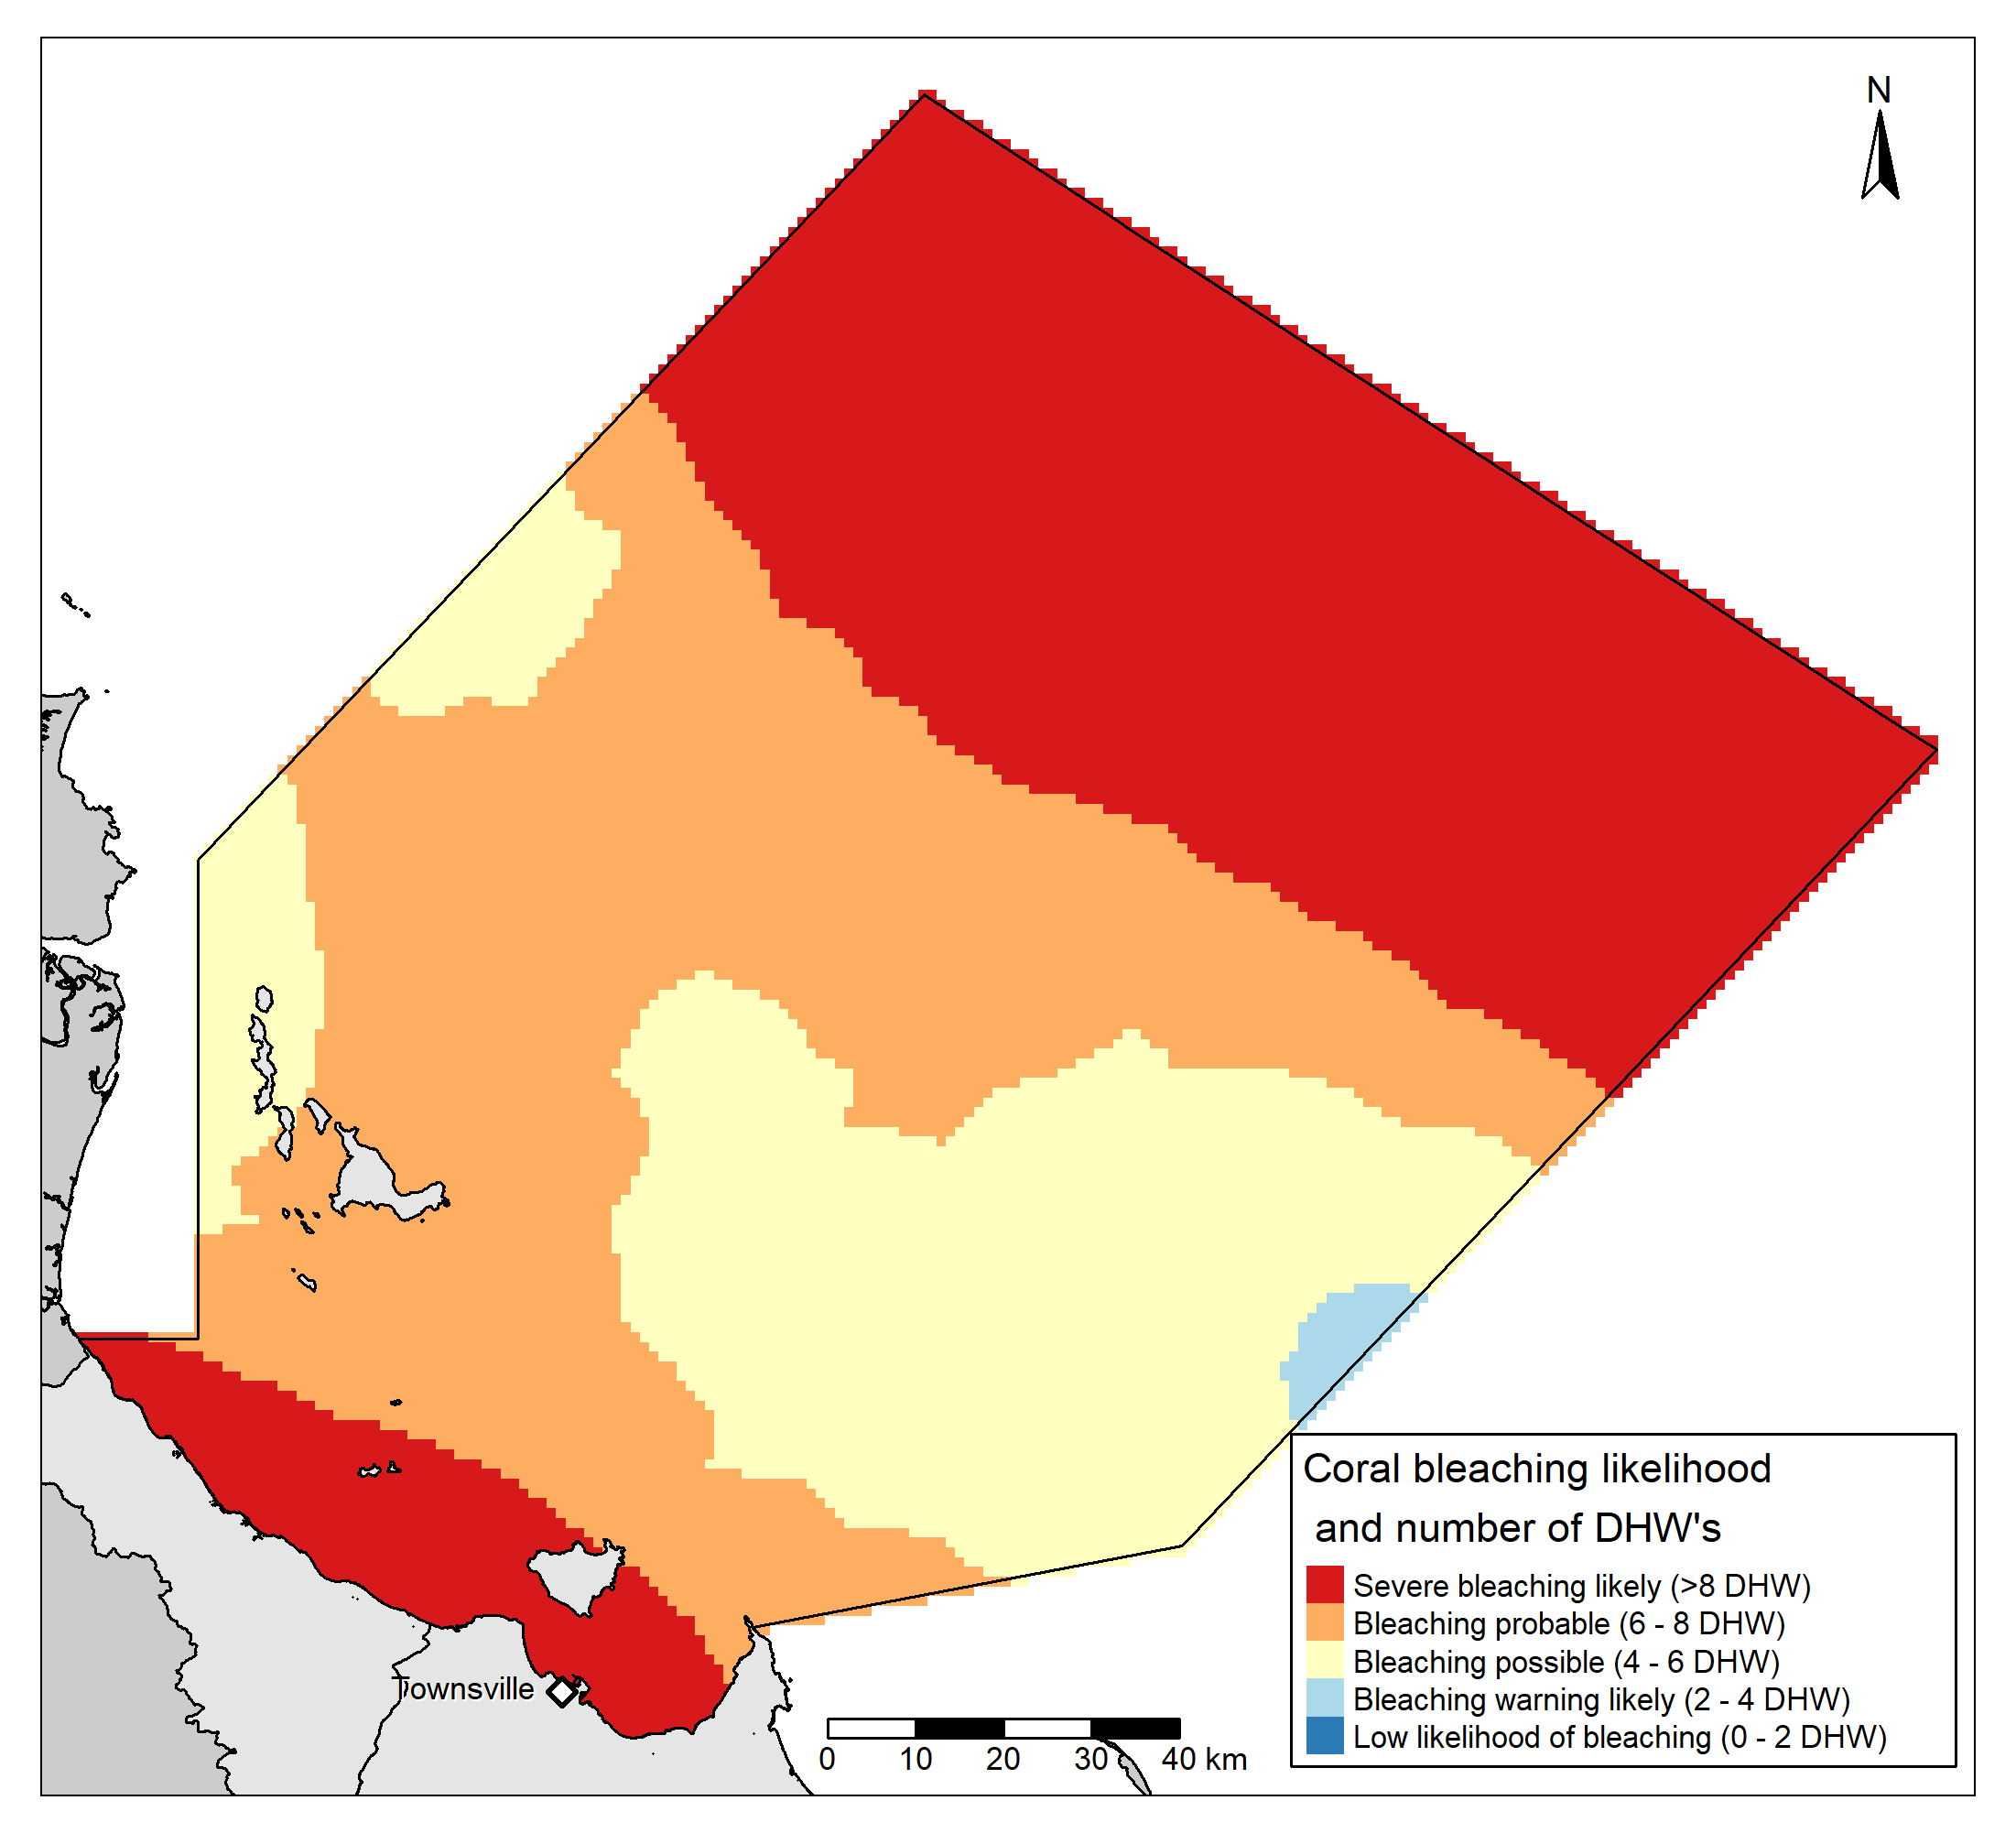 N
Coral bleaching likelihood
and number of DHW's
Severe bleaching likely (>8 DHW)
Bleaching probable (6 - 8 DHW)
Bleaching possible (4 - 6 DHW)
Bleaching warning likely (2 - 4 DHW)
Low likelihood of bleaching (0 - 2 DHW)
Townsville
0 10 20 30 40 km